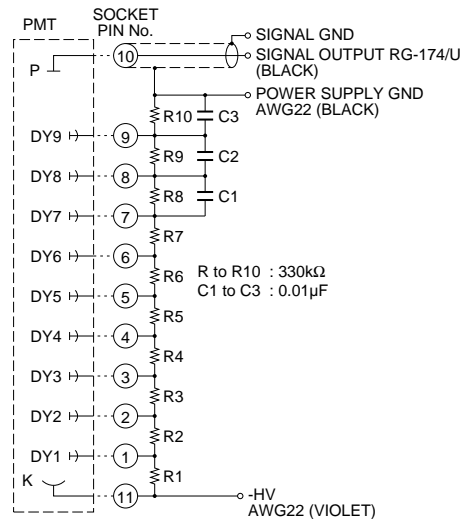 PMT
SOCKET
PIN No.
SIGNAL GND
10
SIGNAL OUTPUT RG-174/U
(BLACK)
P
POWER SUPPLY GND
AWG22 (BLACK)
R10
C3
DY9
9
R9
C2
DY8
8
R8
C1
DY7
7
R7
DY6
6
R6
R to R10 : 330kΩ
C1 to C3 : 0.01µF
DY5
5
R5
DY4
4
R4
DY3
3
R3
DY2
2
R2
DY1
1
R1
K
11
-HV
AWG22 (VIOLET)